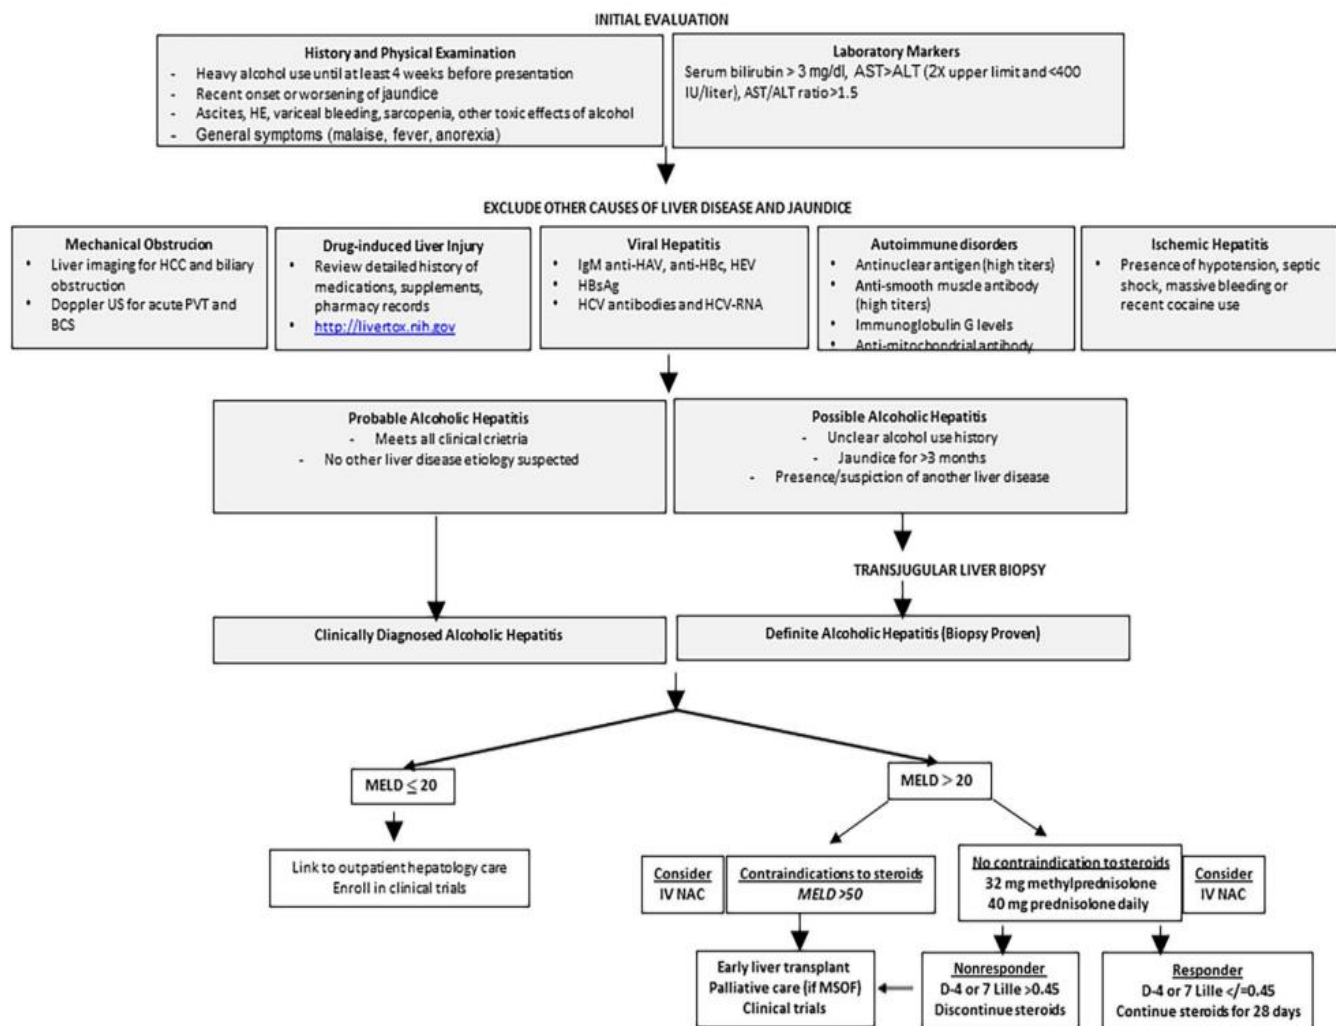 INITIAL EVALUATION
History and Physical Examination
- Heavy alcohol use until at least 4 weeks before presentation
- Recent onset or worsening of jaundice
- Ascites, HE, variceal bleeding, sarcopenia, other toxic effects of alcohol
- General symptoms (malaise, fever, anorexia)
Laboratory Markers
Serum bilirubin > 3 mg/dl, AST>ALT (2X upper limit and <400
IU/liter), AST/ALT ratio>1.5
EXCLUDE OTHER CAUSES OF LIVER DISEASE AND JAUNDICE
Mechanical Obstrucion
• Liver imaging for HCC and biliary
obstruction
• Doppler US for acute PVT and
BCS
Drug-induced Liver Injury
• Review detailed history of
medications, supplements,
pharmacy records
• http://livertox.nih.gov
Viral Hepatitis
• IgM anti-HAV, anti-HBc, HEV
• HBsAg
• HCV antibodies and HCV-RNA
Autoimmune disorders
• Antinuclear antigen (high titers)
• Anti-smooth muscle antibody
(high titers)
• Immunoglobulin G levels
• Anti-mitochondrial antibody
Ischemic Hepatitis
• Presence of hypotension, septic
shock, massive bleeding or
recent cocaine use
Probable Alcoholic Hepatitis
- Meets all clinical crietria
- No other liver disease etiology suspected
Possible Alcoholic Hepatitis
- Unclear alcohol use history
- Jaundice for >3 months
- Presence/suspiction of another liver disease
TRANSJUGULAR LIVER BIOPSY
Clinically Diagnosed Alcoholic Hepatitis
Definite Alcoholic Hepatitis (Biopsy Proven)
MELD ≤ 20
MELD > 20
Link to outpatient hepatology care
Enroll in clinical trials
Consider
IV NAC
Contraindications to steroids
MELD >50
No contraindication to steroids
32 mg methylprednisolone
40 mg prednisolone daily
Consider
IV NAC
Early liver transplant
Palliative care (if MSOF)
Clinical trials
Nonresponder
D-4 or 7 Lille >0.45
Discontinue steroids
Responder
D-4 or 7 Lille </=0.45
Continue steroids for 28 days